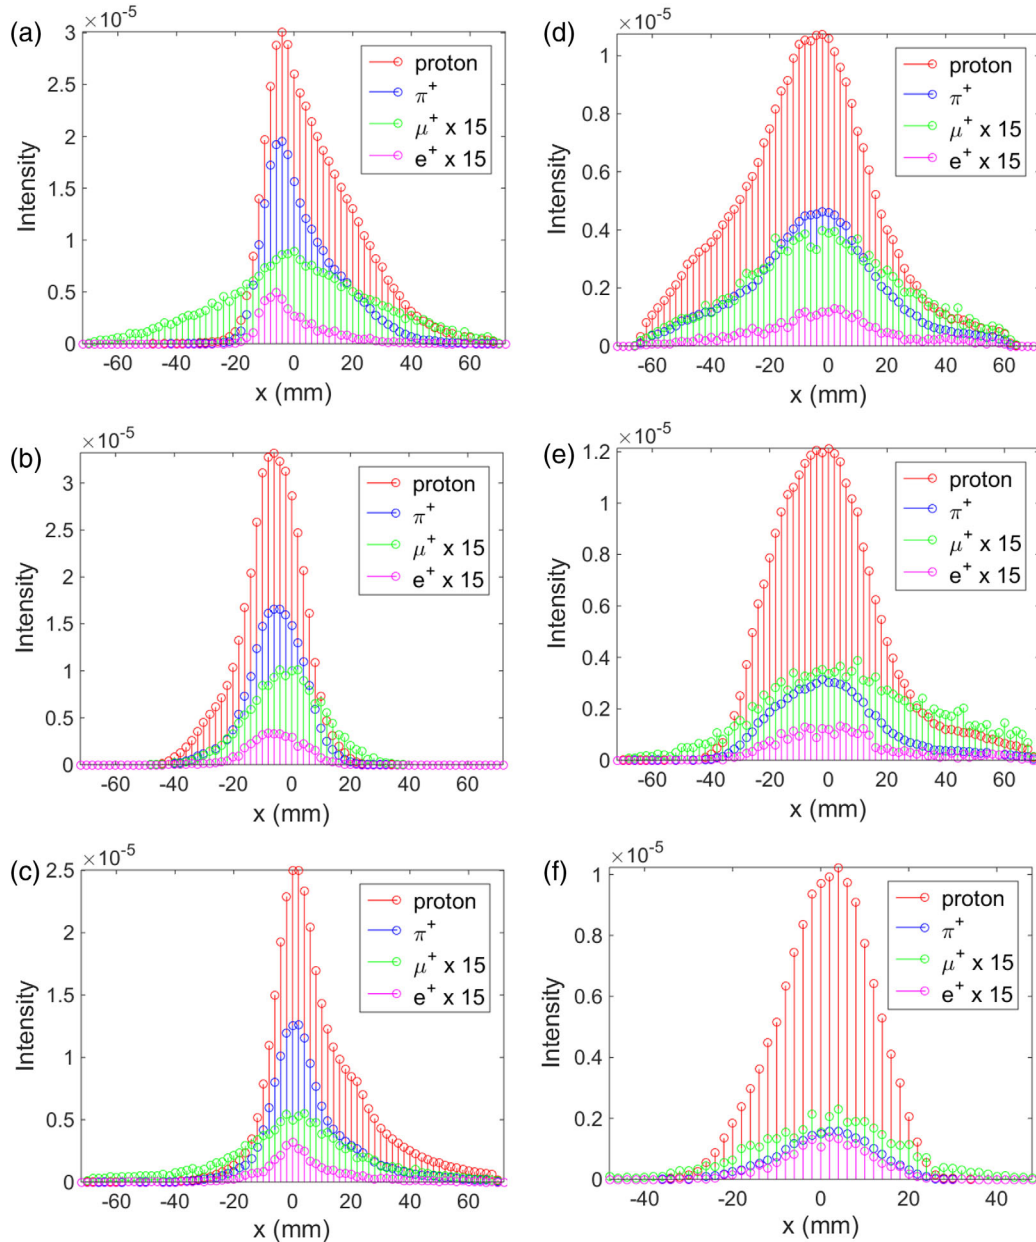 (a)
×10⁻⁵
3
2.5
2
1.5
1
0.5
0
Intensity
-60 -40 -20 0 20 40 60
x (mm)
proton
π⁺
μ⁺ x 15
e⁺ x 15
(d)
×10⁻⁵
1
0.8
0.6
0.4
0.2
0
Intensity
-60 -40 -20 0 20 40 60
x (mm)
proton
π⁺
μ⁺ x 15
e⁺ x 15
(b)
×10⁻⁵
3
2.5
2
1.5
1
0.5
0
Intensity
-60 -40 -20 0 20 40 60
x (mm)
proton
π⁺
μ⁺ x 15
e⁺ x 15
(e)
×10⁻⁵
1.2
1
0.8
0.6
0.4
0.2
0
Intensity
-60 -40 -20 0 20 40 60
x (mm)
proton
π⁺
μ⁺ x 15
e⁺ x 15
(c)
×10⁻⁵
2.5
2
1.5
1
0.5
0
Intensity
-60 -40 -20 0 20 40 60
x (mm)
proton
π⁺
μ⁺ x 15
e⁺ x 15
(f)
×10⁻⁵
1
0.8
0.6
0.4
0.2
0
Intensity
-40 -20 0 20 40
x (mm)
proton
π⁺
μ⁺ x 15
e⁺ x 15